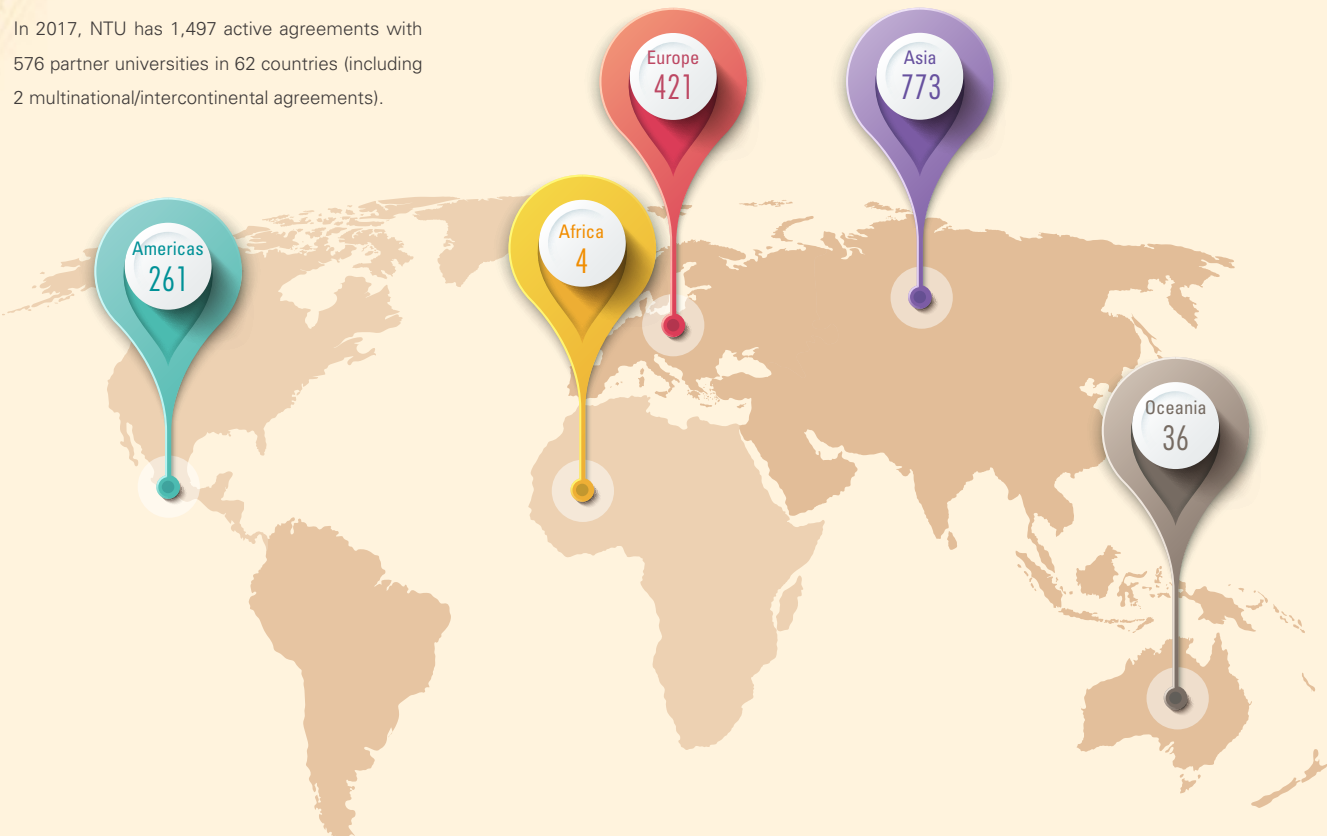 In 2017, NTU has 1,497 active agreements with
576 partner universities in 62 countries (including
2 multinational/intercontinental agreements).
Europe
421
Asia
773
Americas
261
Africa
4
Oceania
36